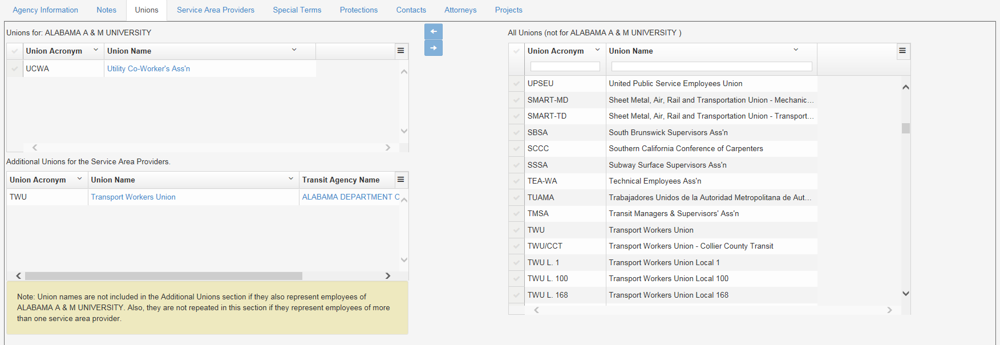 Agency Information Notes Unions Service Area Providers Special Terms Protections Contacts Attorneys Projects
Unions for: ALABAMA A & M UNIVERSITY
Union Acronym Union Name
UCWA Utility Co-Worker's Ass'n
Additional Unions for the Service Area Providers.
Union Acronym Union Name Transit Agency Name
TWU Transport Workers Union ALABAMA DEPARTMENT
Note: Union names are not included in the Additional Unions section if they also represent employees of
ALABAMA A & M UNIVERSITY. Also, they are not repeated in this section if they represent employees of more
than one service area provider.
All Unions (not for ALABAMA A & M UNIVERSITY )
Union Acronym Union Name
UPSEU United Public Service Employees Union
SMART-MD Sheet Metal, Air, Rail and Transportation Union - Mechanic...
SMART-TD Sheet Metal, Air, Rail and Transportation Union - Transport...
SBSA South Brunswick Supervisors Ass'n
SCCC Southern California Conference of Carpenters
SSSA Subway Surface Supervisors Ass'n
TEA-WA Technical Employees Ass'n
TUAMA Trabajadores Unidos de la Autoridad Metropolitana de Aut...
TMSA Transit Managers & Supervisors' Ass'n
TWU Transport Workers Union
TWU/CCT Transport Workers Union - Collier County Transit
TWU L. 1 Transport Workers Union Local 1
TWU L. 100 Transport Workers Union Local 100
TWU L. 168 Transport Workers Union Local 168